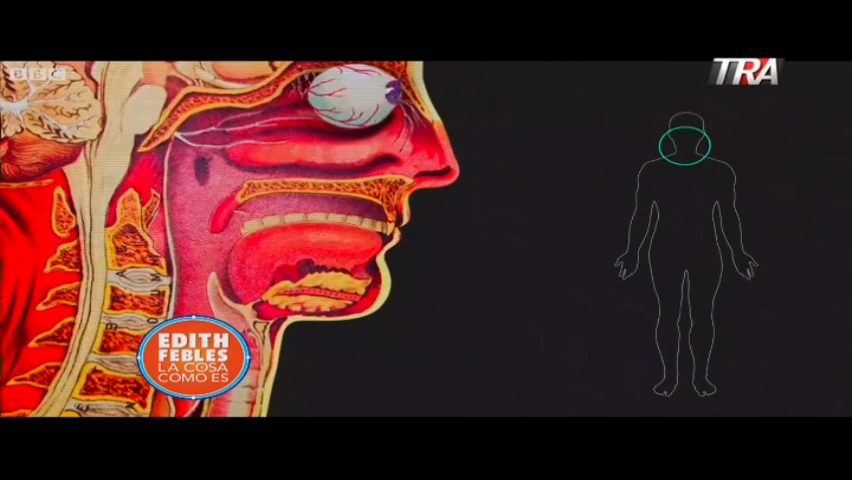 BBC
TRA
EDITH
FEBLES
LA COSA
COMO ES